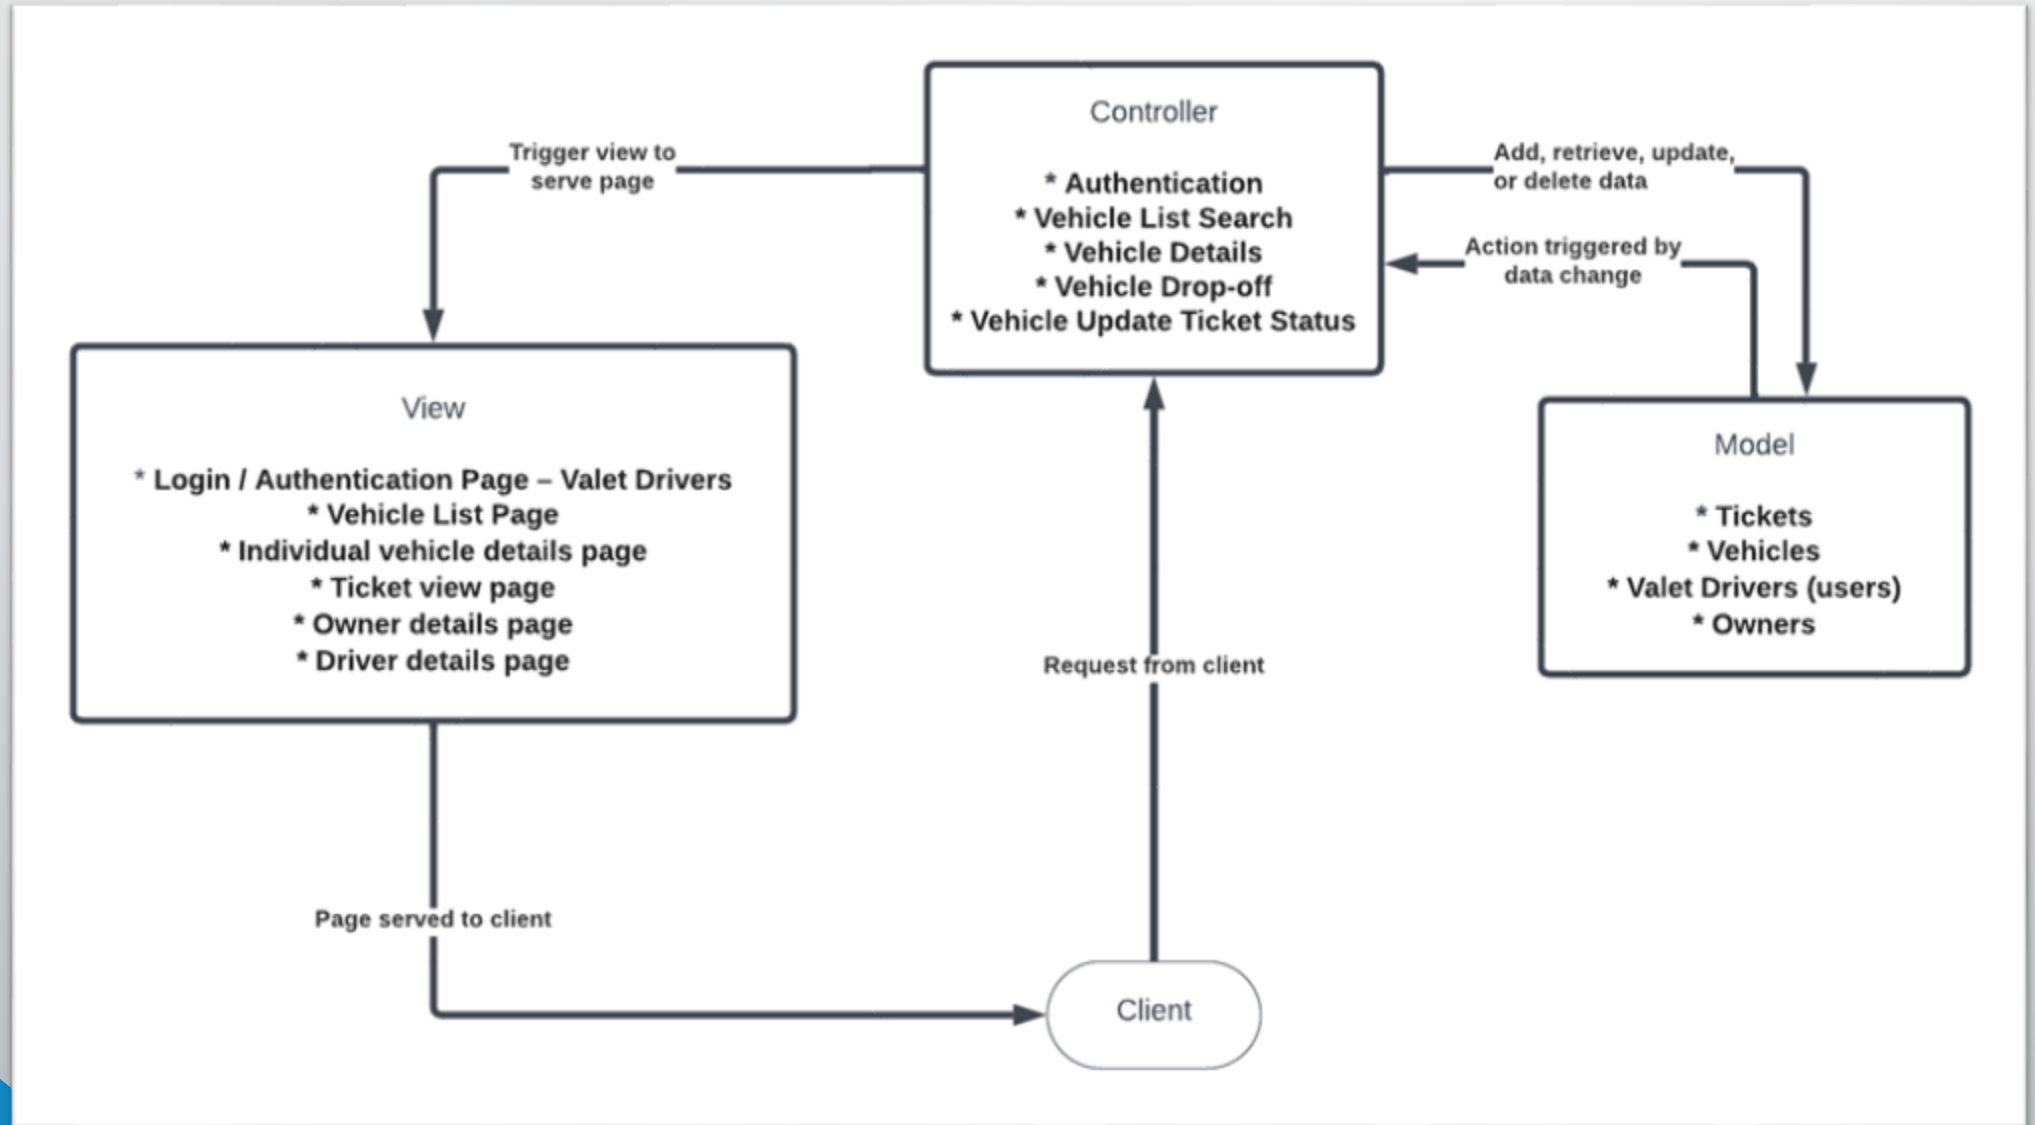 Controller
* Authentication
* Vehicle List Search
* Vehicle Details
* Vehicle Drop-off
* Vehicle Update Ticket Status
Trigger view to
serve page
Add, retrieve, update,
or delete data
Action triggered by
data change
View
* Login / Authentication Page – Valet Drivers
* Vehicle List Page
* Individual vehicle details page
* Ticket view page
* Owner details page
* Driver details page
Model
* Tickets
* Vehicles
* Valet Drivers (users)
* Owners
Request from client
Page served to client
Client